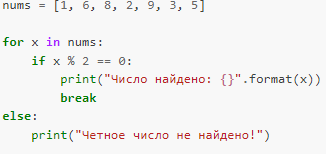 nums = [1, 6, 8, 2, 9, 3, 5]
for x in nums:
    if x % 2 == 0:
        print("Число найдено: {}".format(x))
        break
else:
    print("Четное число не найдено!")